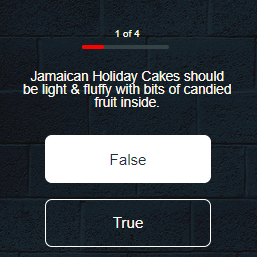 1 of 4
Jamaican Holiday Cakes should
be light & fluffy with bits of candied
fruit inside.
False
True